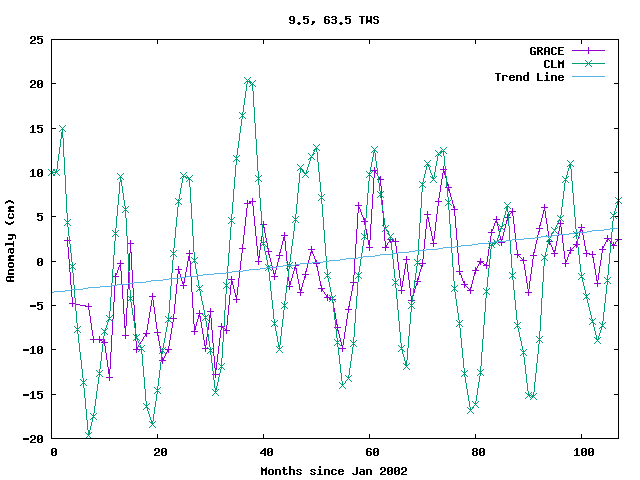 9.5, 63.5 TWS
GRACE
CLM
Trend Line
25
20
15
10
5
0
-5
-10
-15
-20
Anomaly (cm)
0 20 40 60 80 100
Months since Jan 2002